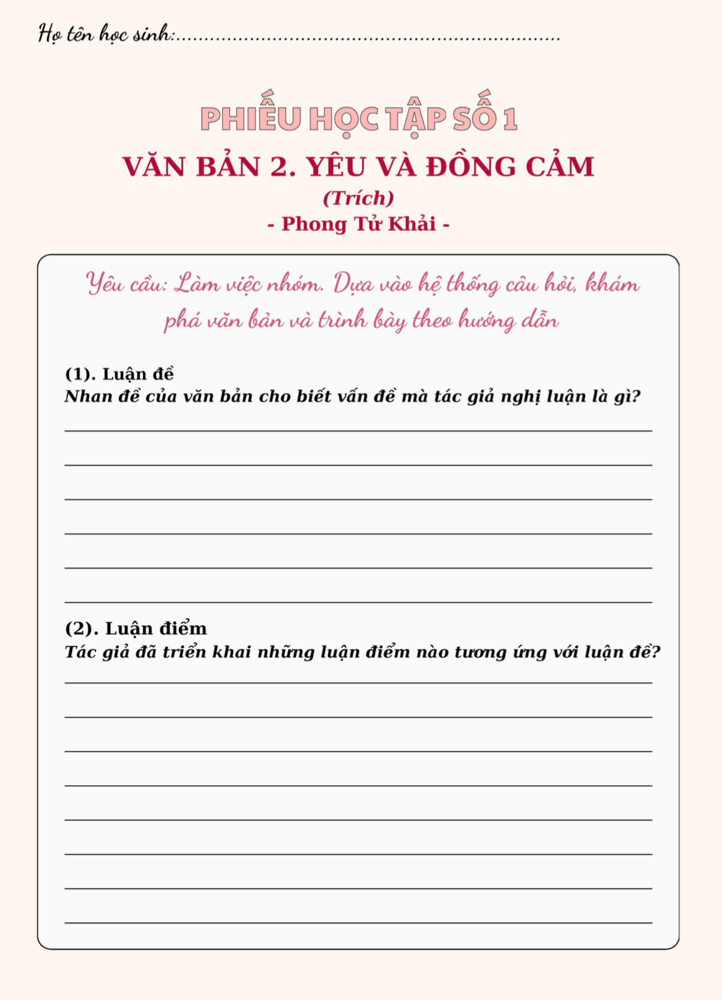 Họ tên học sinh:....................................................................
PHIẾU HỌC TẬP SỐ 1
VĂN BẢN 2. YÊU VÀ ĐỒNG CẢM
(Trích)
- Phong Tử Khải -
Yêu cầu: Làm việc nhóm. Dựa vào hệ thống câu hỏi, khám
phá văn bản và trình bày theo hướng dẫn
(1). Luận đề
Nhan đề của văn bản cho biết vấn đề mà tác giả nghị luận là gì?
(2). Luận điểm
Tác giả đã triển khai những luận điểm nào tương ứng với luận đề?